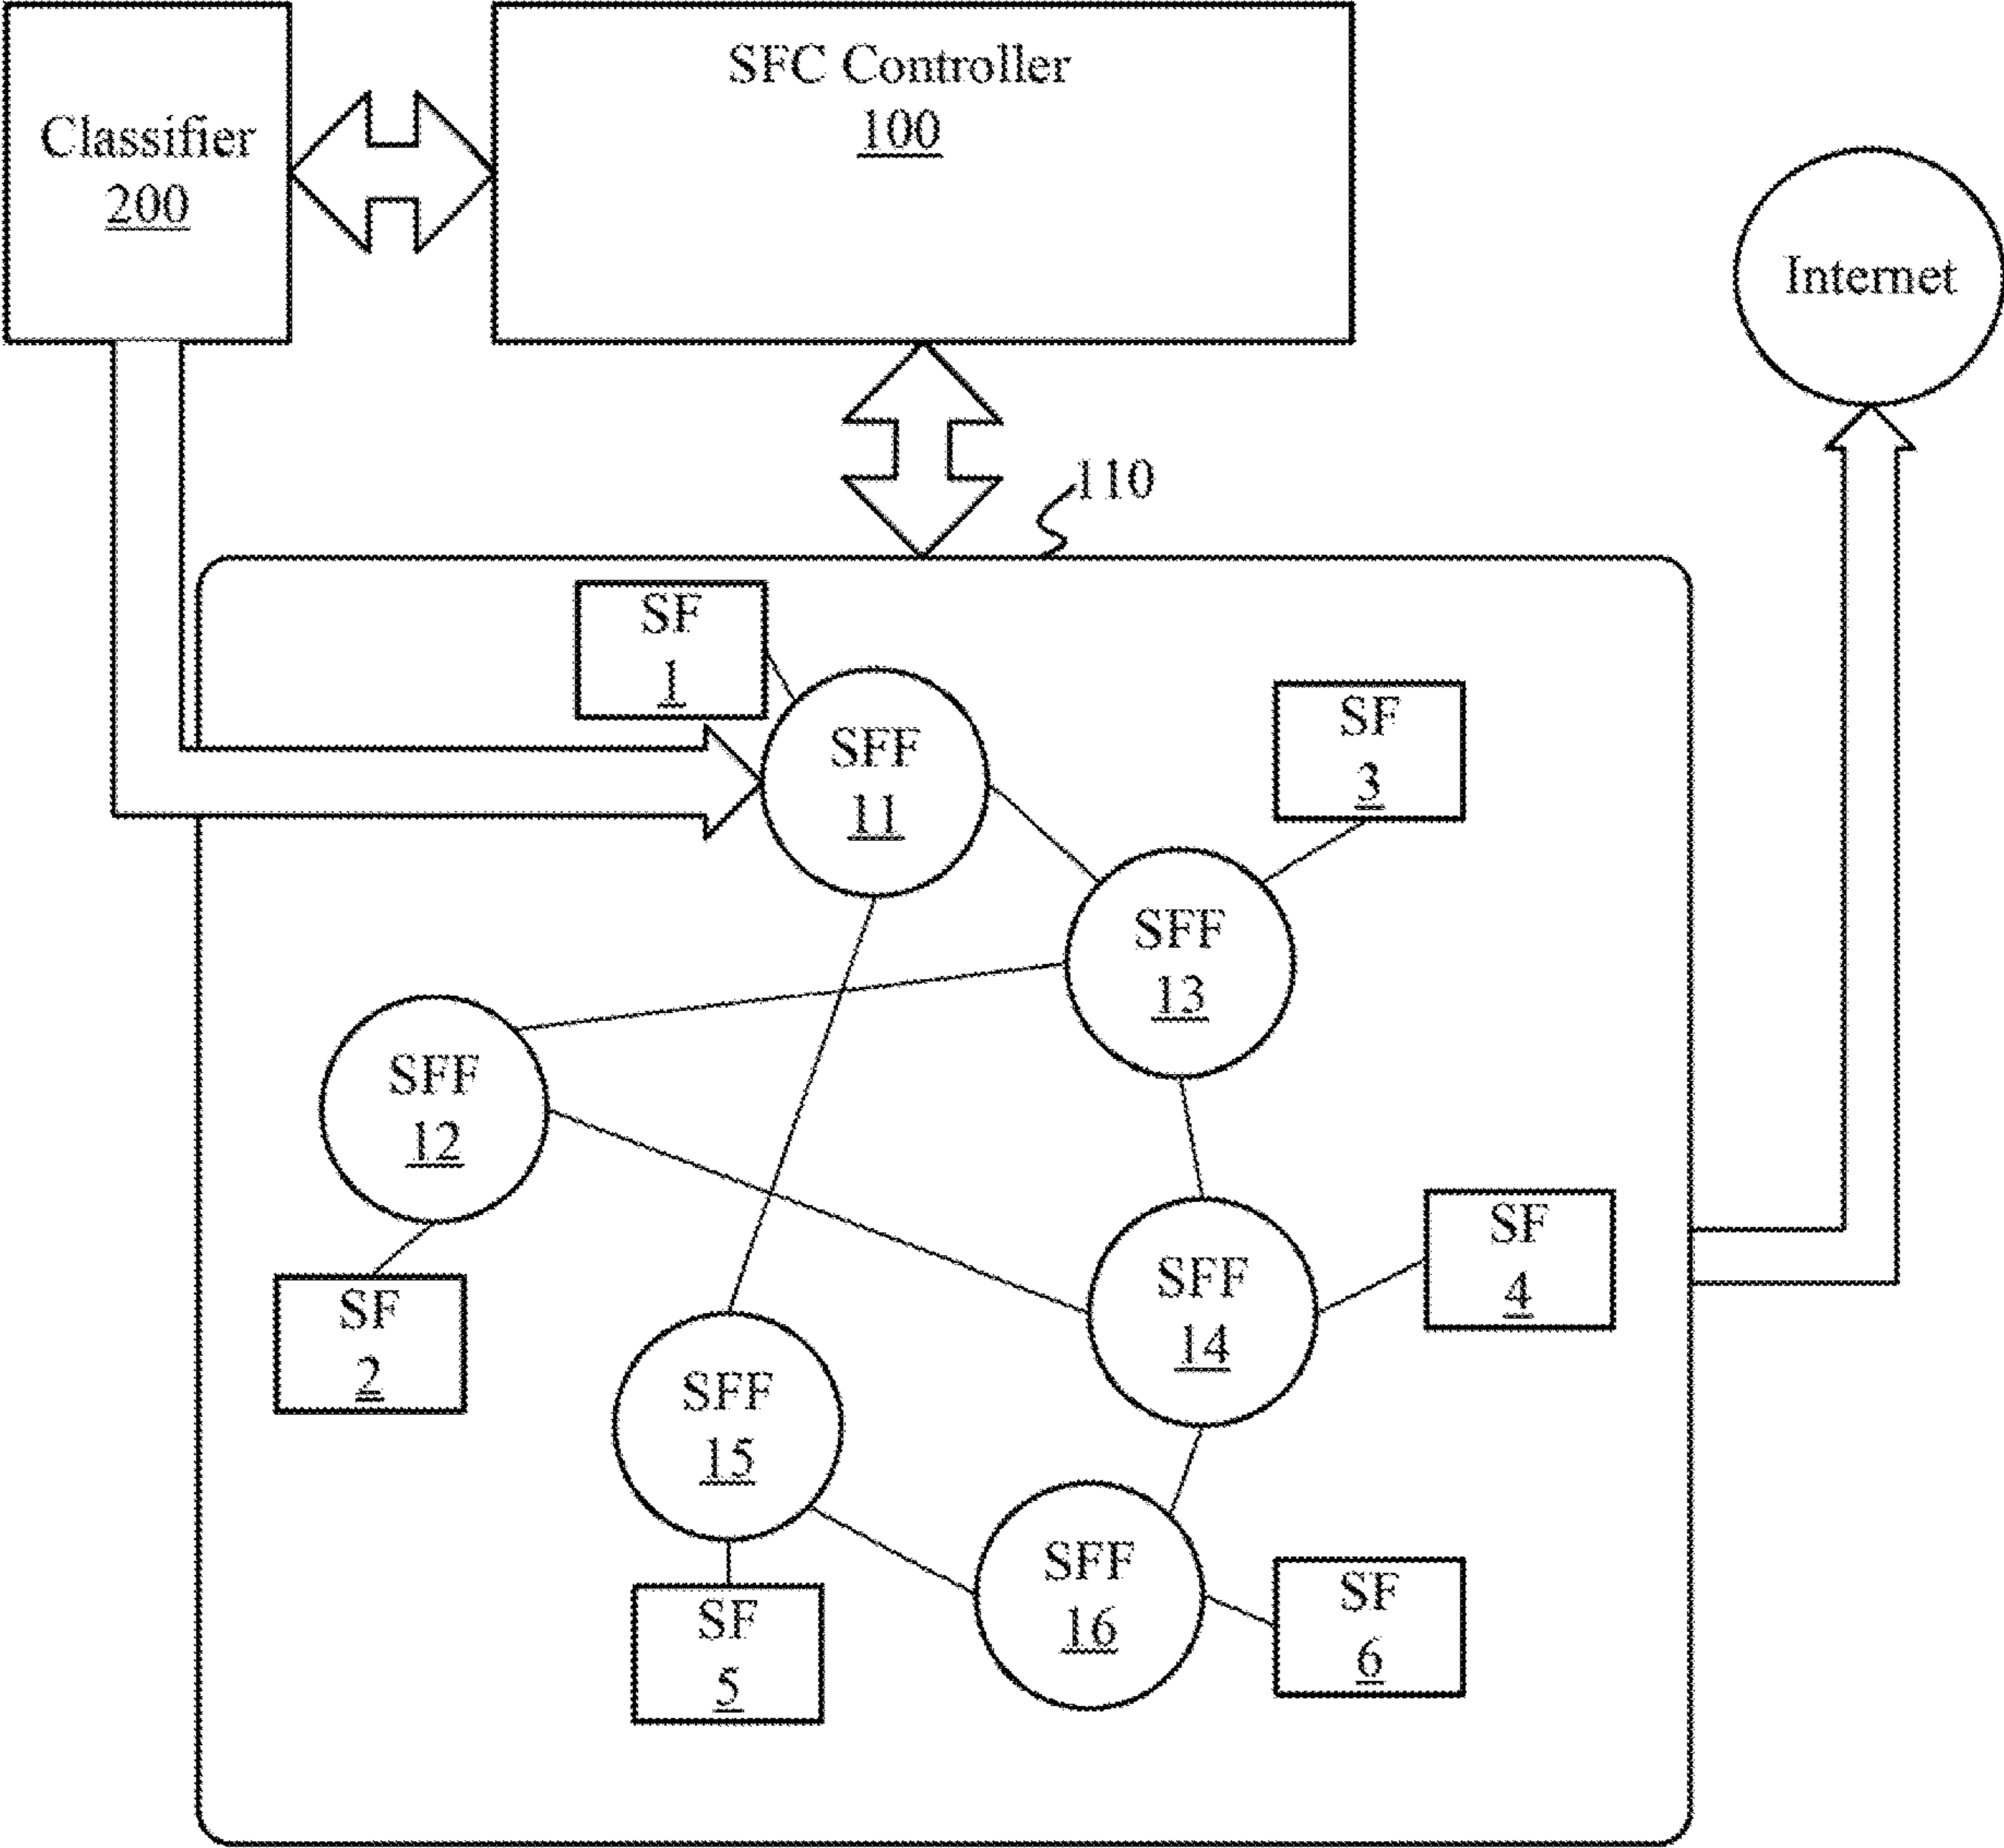 Classifier
200
SFC Controller
100
Internet
110
SF
1
SFF
11
SF
3
SFF
13
SFF
12
SF
2
SFF
14
SF
4
SFF
15
SF
5
SFF
16
SF
6